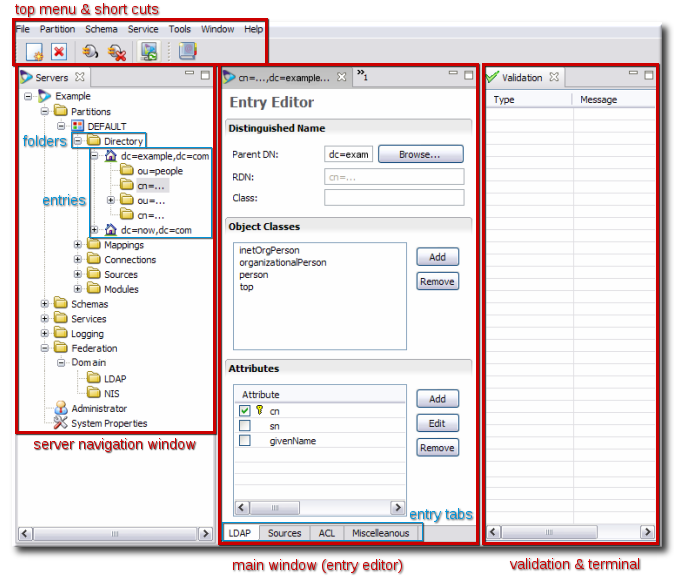 top menu & short cuts
File Partition Schema Service Tools Window Help
Servers
Example
Partitions
DEFAULT
folders
Directory
dc=example,dc=com
ou=people
entries
cn=...
ou=...
cn=...
dc=now,dc=com
Mappings
Connections
Sources
Modules
Schemas
Services
Logging
Federation
Domain
LDAP
NIS
Administrator
System Properties
server navigation window
cn=...,dc=example... »1
Entry Editor
Distinguished Name
Parent DN: dc=exam Browse...
RDN: cn=...
Class:
Object Classes
inetOrgPerson
organizationalPerson
person
top
Add
Remove
Attributes
Attribute
cn
sn
givenName
Add
Edit
Remove
entry tabs
LDAP Sources ACL Miscelleanous
main window (entry editor)
Validation
Type Message
validation & terminal